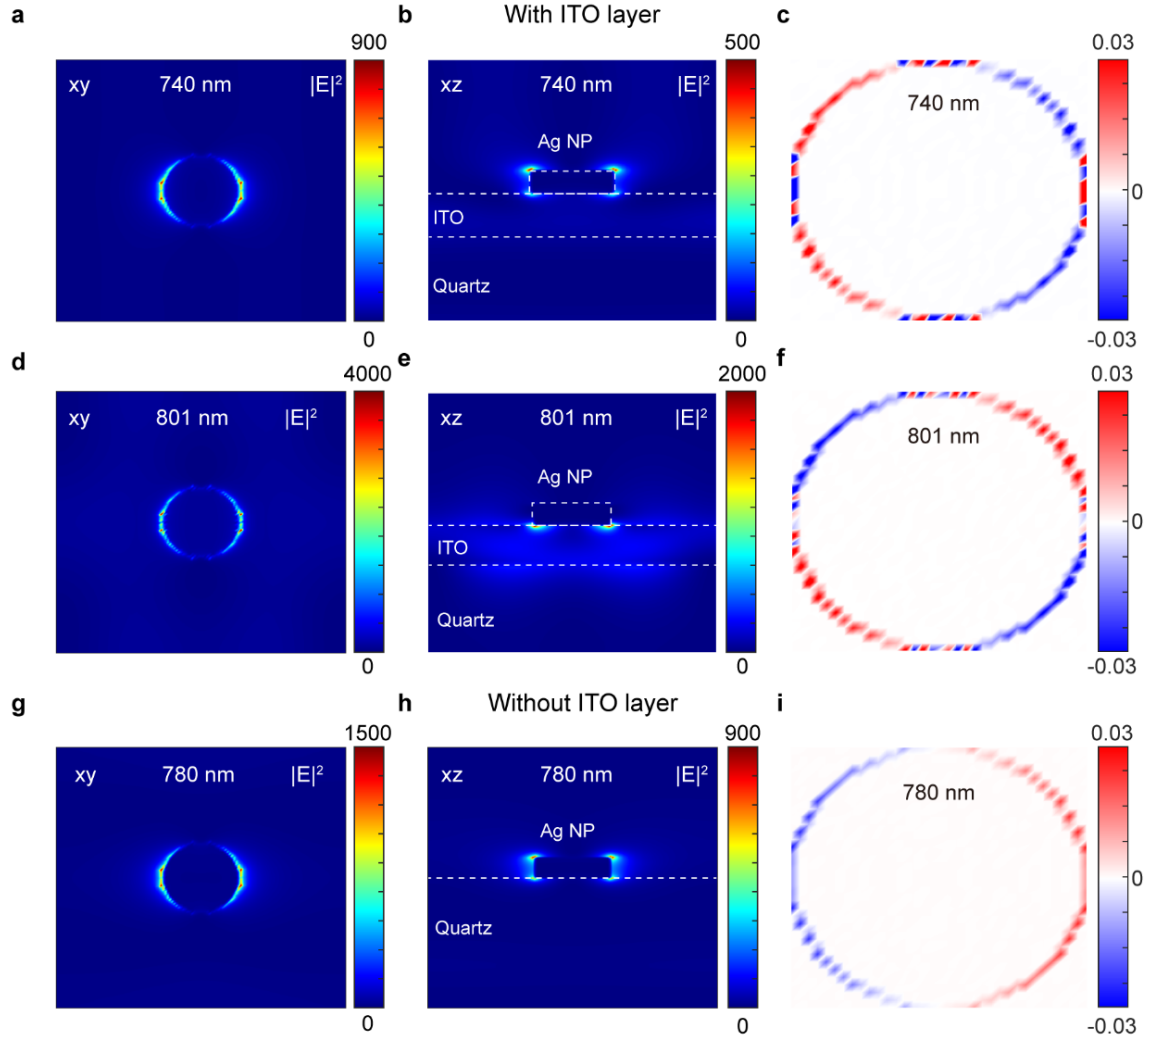 a
b
With ITO layer
c
900
500
0.03
xy 740 nm |E|²
xz 740 nm |E|²
740 nm
Ag NP
0
ITO
Quartz
0
0
-0.03
d
e
f
4000
2000
0.03
xy 801 nm |E|²
xz 801 nm |E|²
801 nm
Ag NP
0
ITO
Quartz
0
0
-0.03
g
h
Without ITO layer
i
1500
900
0.03
xy 780 nm |E|²
xz 780 nm |E|²
780 nm
Ag NP
0
Quartz
0
0
-0.03